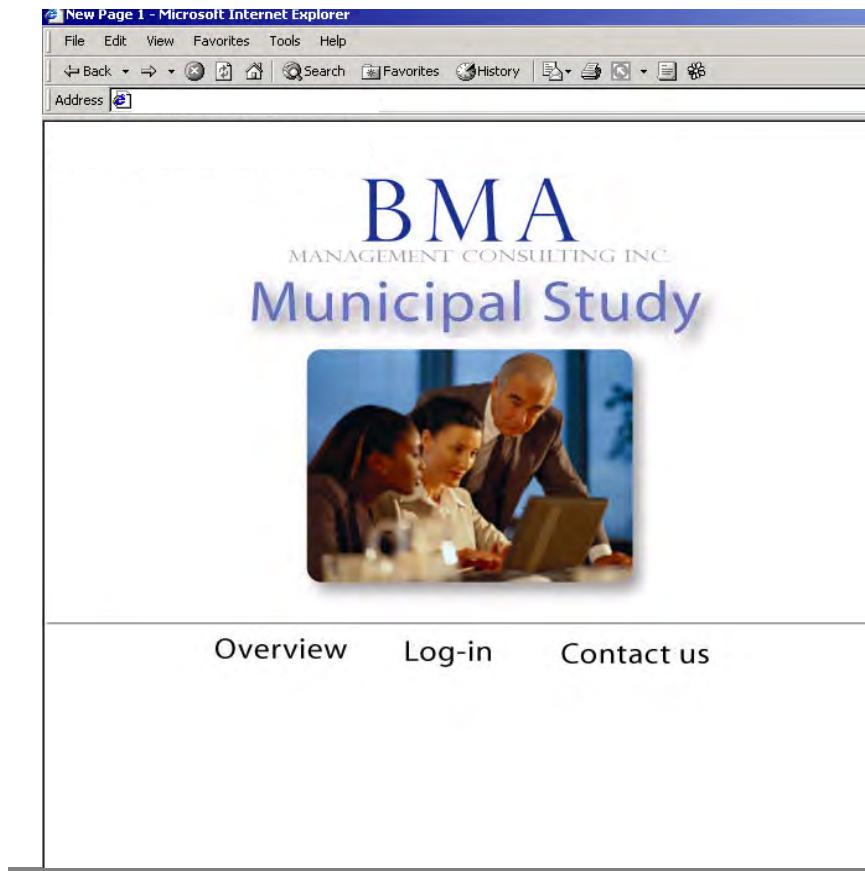 New Page 1 - Microsoft Internet Explorer
File Edit View Favorites Tools Help
Back Search Favorites History
Address
BMA
MANAGEMENT CONSULTING INC.
Municipal Study
Overview Log-in Contact us